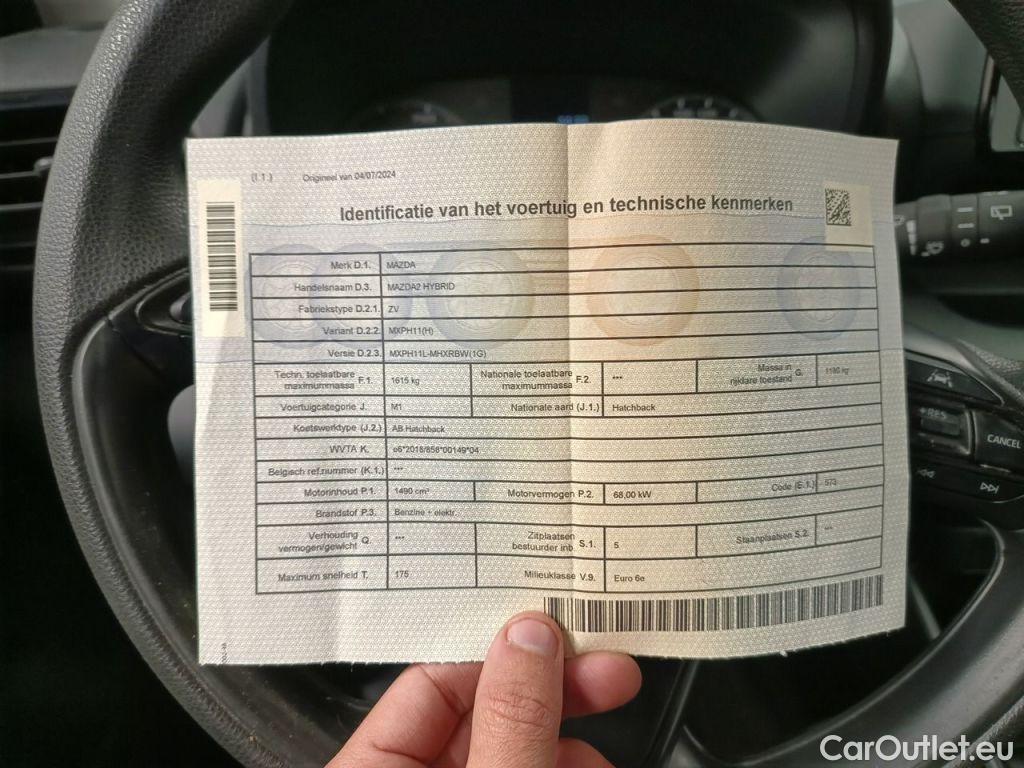 (I.1.) Origineel van 04/07/2024
Identificatie van het voertuig en technische kenmerken
Merk D.1. MAZDA
Handelsnaam D.3. MAZDA2 HYBRID
Fabriekstype D.2.1. ZV
Variant D.2.2. MXPH11(H)
Versie D.2.3. MXPH11L-MHXRBW(1G)
Techn. toelaatbare maximummassa F.1. 1615 kg Nationale toelaatbare maximummassa F.2. --- Massa in rijklare toestand G. 1180 kg
Voertuigcategorie J. M1 Nationale aard (J.1.) Hatchback
Koetswerktype (J.2.) AB Hatchback
WVTA K. e6*2018/858*00149*04
Belgisch ref.nummer (K.1.) ---
Motorinhoud P.1. 1490 cm³ Motorvermogen P.2. 68,00 kW Code (E.1.) 573
Brandstof P.3. Benzine + elektr.
Verhouding vermogen/gewicht Q. --- Zitplaatsen bestuurder inb. S.1. 5 Staanplaatsen S.2. ---
Maximum snelheid T. 175 Milieuklasse V.9. Euro 6e
+RES
CANCEL
CarOutlet.eu